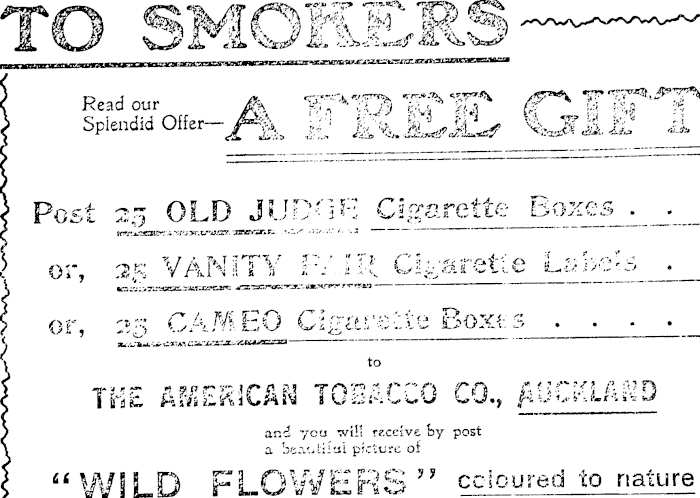 TO SMOKERS
Read our
Splendid Offer—
A FREE GIFT
Post 25 OLD JUDGE Cigarette Boxes . .
or, 25 VANITY FAIR Cigarette Labels .
or, 25 CAMEO Cigarette Boxes . . . .
to
THE AMERICAN TOBACCO CO., AUCKLAND
and you will receive by post
a beautiful picture of
“WILD FLOWERS” coloured to nature